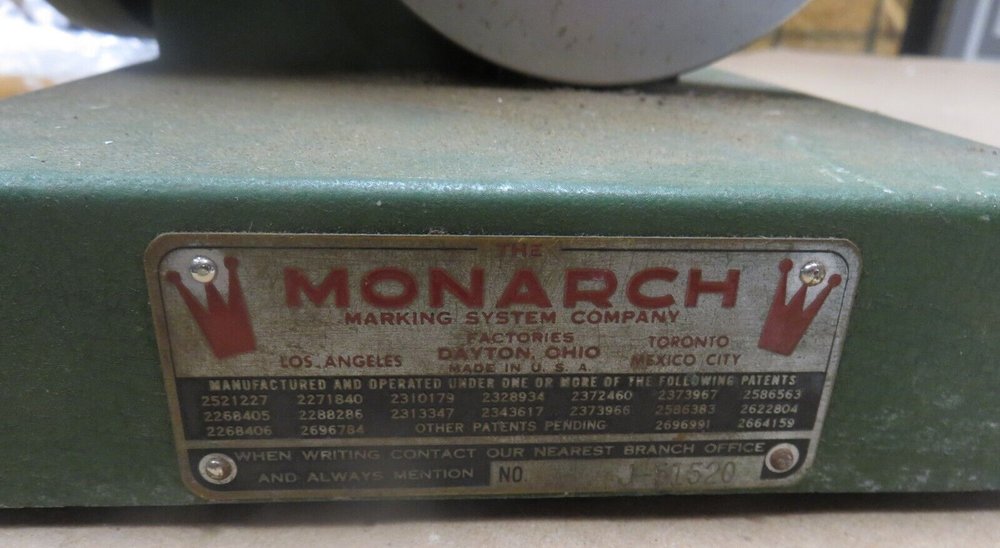 THE
MONARCH
MARKING SYSTEM COMPANY
FACTORIES
LOS ANGELES DAYTON, OHIO TORONTO
MADE IN U. S. A. MEXICO CITY
MANUFACTURED AND OPERATED UNDER ONE OR MORE OF THE FOLLOWING PATENTS
2521227 2271840 2310179 2328934 2372460 2373967 2586563
2268405 2288286 2313347 2343617 2373966 2586383 2622804
2268406 2696784 OTHER PATENTS PENDING 2696991 2664159
WHEN WRITING CONTACT OUR NEAREST BRANCH OFFICE
AND ALWAYS MENTION NO. J-51520